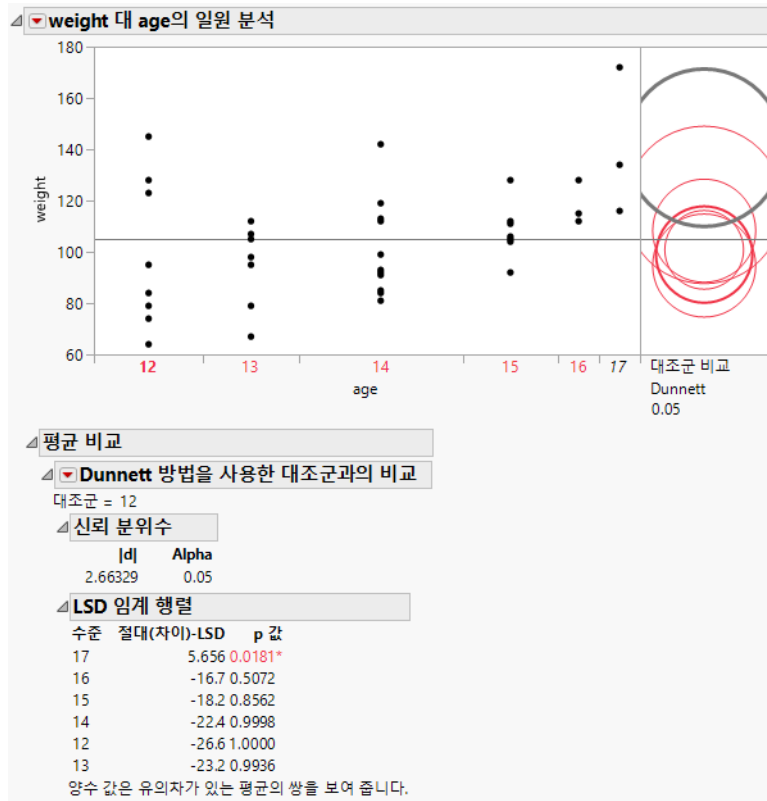 weight 대 age의 일원 분석
180
160
140
120
100
80
60
weight
12 13 14 15 16 17
age
대조군 비교
Dunnett
0.05
평균 비교
Dunnett 방법을 사용한 대조군과의 비교
대조군 = 12
신뢰 분위수
|d| Alpha
2.66329 0.05
LSD 임계 행렬
수준 절대(차이)-LSD p 값
17 5.656 0.0181*
16 -16.7 0.5072
15 -18.2 0.8562
14 -22.4 0.9998
12 -26.6 1.0000
13 -23.2 0.9936
양수 값은 유의차가 있는 평균의 쌍을 보여 줍니다.